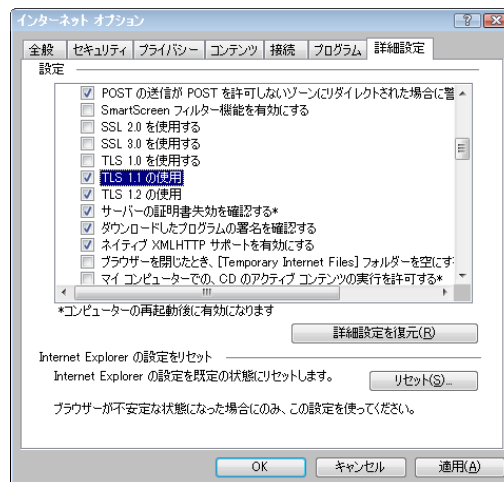 インターネット オプション
全般 セキュリティ プライバシー コンテンツ 接続 プログラム 詳細設定
設定
POST の送信が POST を許可しないゾーンにリダイレクトされた場合に警
SmartScreen フィルター機能を有効にする
SSL 2.0 を使用する
SSL 3.0 を使用する
TLS 1.0 を使用する
TLS 1.1 の使用
TLS 1.2 の使用
サーバーの証明書失効を確認する*
ダウンロードしたプログラムの署名を確認する
ネイティブ XMLHTTP サポートを有効にする
ブラウザーを閉じたとき、[Temporary Internet Files] フォルダーを空にす
マイ コンピューターでの、CD のアクティブ コンテンツの実行を許可する*
*コンピューターの再起動後に有効になります
詳細設定を復元(R)
Internet Explorer の設定をリセット
Internet Explorer の設定を既定の状態にリセットします。
リセット(S)...
ブラウザーが不安定な状態になった場合にのみ、この設定を使ってください。
OK キャンセル 適用(A)